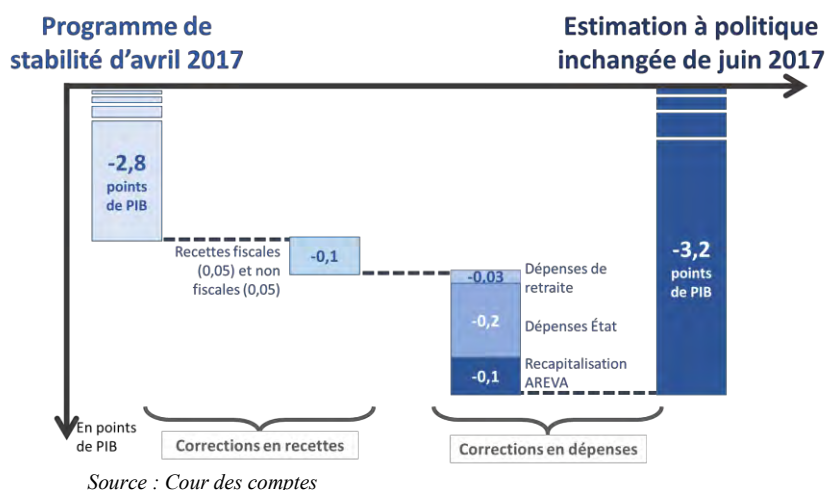 Programme de
stabilité d'avril 2017
Estimation à politique
inchangée de juin 2017
-2,8
points
de PIB
Recettes fiscales
(0,05) et non
fiscales (0,05)
-0,1
-0,03
Dépenses de
retraite
-0,2
Dépenses État
-0,1
Recapitalisation
AREVA
-3,2
points
de PIB
En points
de PIB
Corrections en recettes
Corrections en dépenses
Source : Cour des comptes